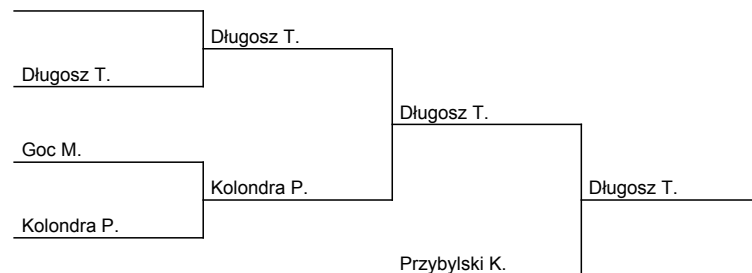 Długosz T.
Długosz T.
Długosz T.
Goc M.
Kolondra P.
Długosz T.
Kolondra P.
Przybylski K.